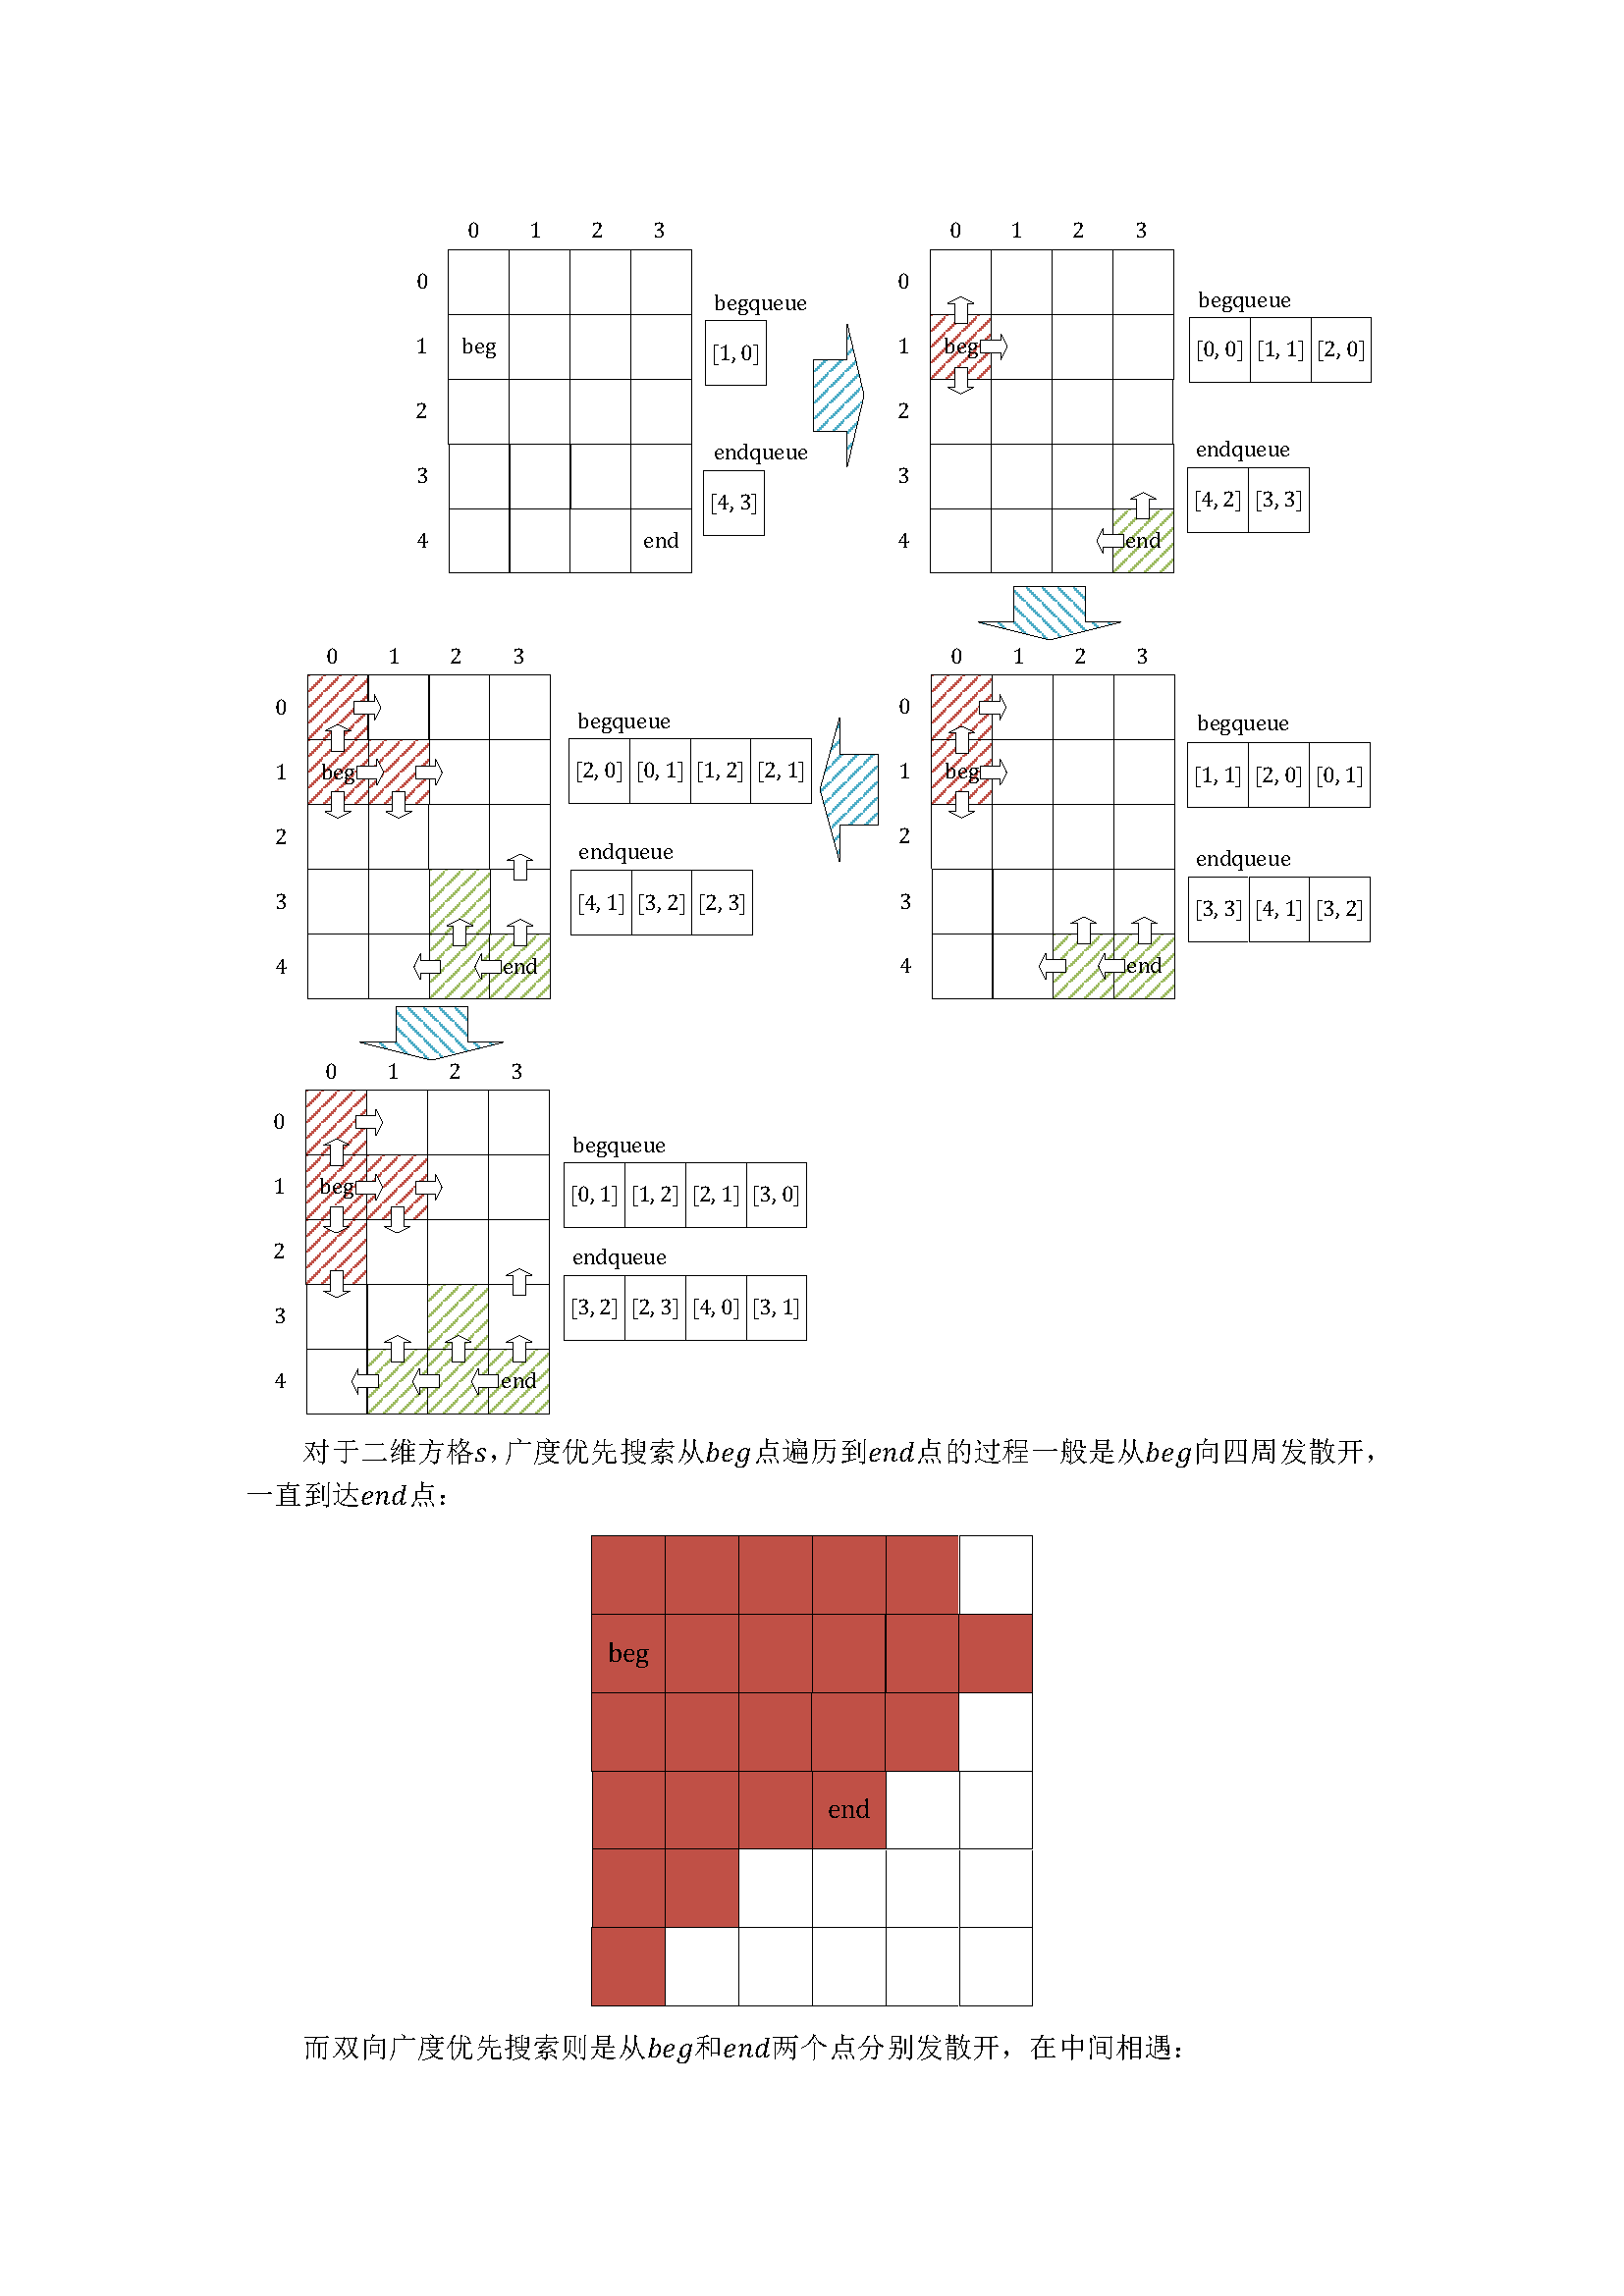 0 1 2 3
0
1 beg
2
3
4 end
begqueue
[1, 0]
endqueue
[4, 3]
0 1 2 3
0
1 beg
2
3
4 end
begqueue
[0, 0] [1, 1] [2, 0]
endqueue
[4, 2] [3, 3]
0 1 2 3
0
1 beg
2
3
4 end
begqueue
[2, 0] [0, 1] [1, 2] [2, 1]
endqueue
[4, 1] [3, 2] [2, 3]
0 1 2 3
0
1 beg
2
3
4 end
begqueue
[1, 1] [2, 0] [0, 1]
endqueue
[3, 3] [4, 1] [3, 2]
0 1 2 3
0
1 beg
2
3
4 end
begqueue
[0, 1] [1, 2] [2, 1] [3, 0]
endqueue
[3, 2] [2, 3] [4, 0] [3, 1]
对于二维方格s，广度优先搜索从beg点遍历到end点的过程一般是从beg向四周发散开，
一直到达end点：
beg
end
而双向广度优先搜索则是从beg和end两个点分别发散开，在中间相遇：